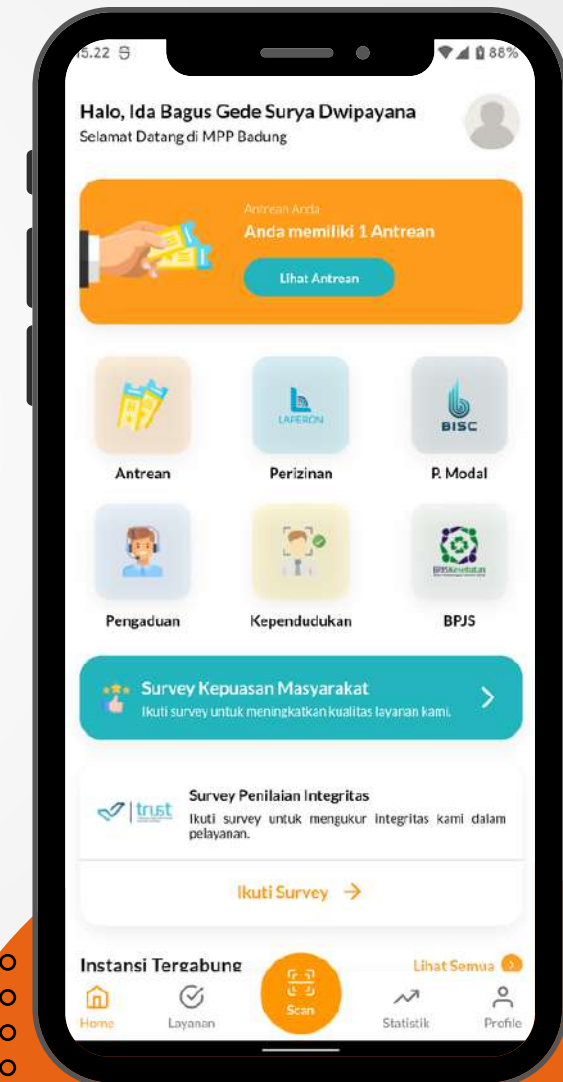 15.22
88%
Halo, Ida Bagus Gede Surya Dwipayana
Selamat Datang di MPP Badung
Antrean Anda
Anda memiliki 1 Antrean
Lihat Antrean
LAPERON
BISC
Antrean
Perizinan
P. Modal
BPJS Kesehatan
Pengaduan
Kependudukan
BPJS
Survey Kepuasan Masyarakat
Ikuti survey untuk meningkatkan kualitas layanan kami.
trust
Survey Penilaian Integritas
Ikuti survey untuk mengukur integritas kami dalam
pelayanan.
Ikuti Survey
Instansi Tergabung
Lihat Semua
Home
Layanan
Scan
Statistik
Profile